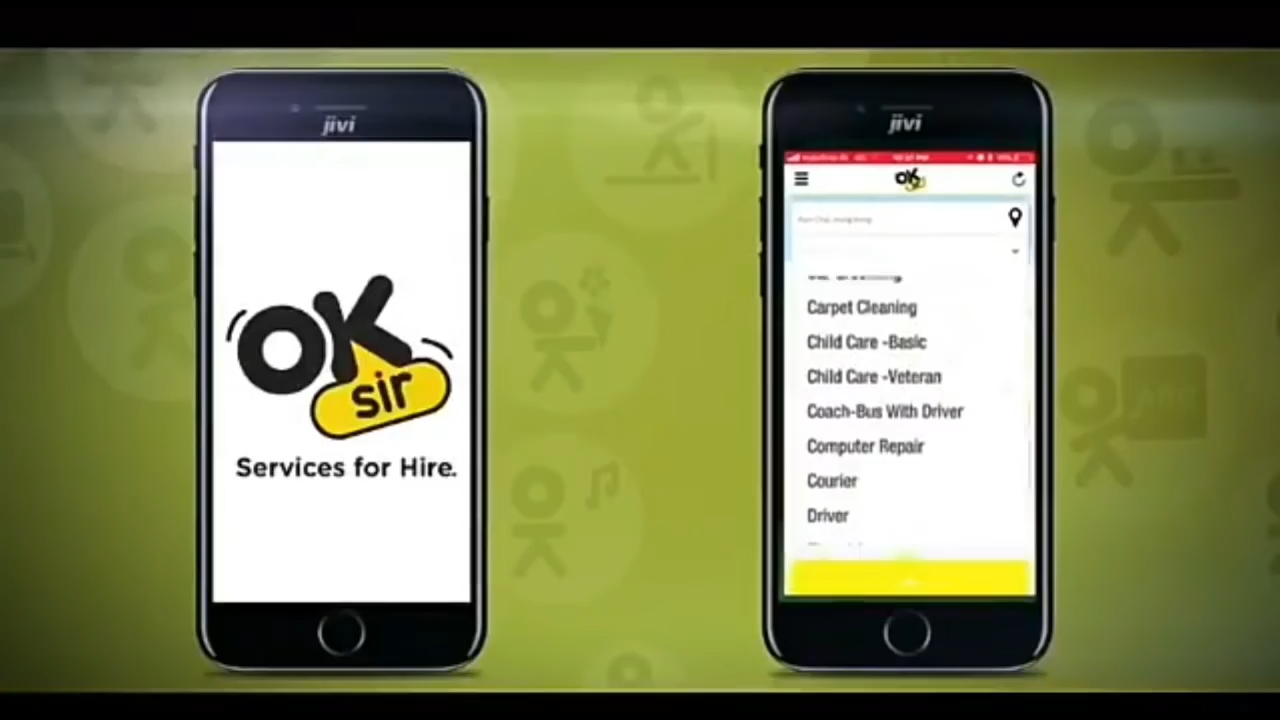 jivi
OK
sir
Services for Hire.
jivi
OK
Carpet Cleaning
Child Care -Basic
Child Care -Veteran
Coach-Bus With Driver
Computer Repair
Courier
Driver